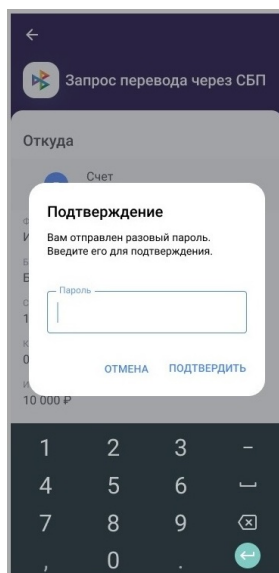 Запрос перевода через СБП
Откуда
Счет
Подтверждение
Вам отправлен разовый пароль.
Введите его для подтверждения.
Пароль
ОТМЕНА ПОДТВЕРДИТЬ
10 000 ₽
1 2 3 –
4 5 6
7 8 9
, 0 .